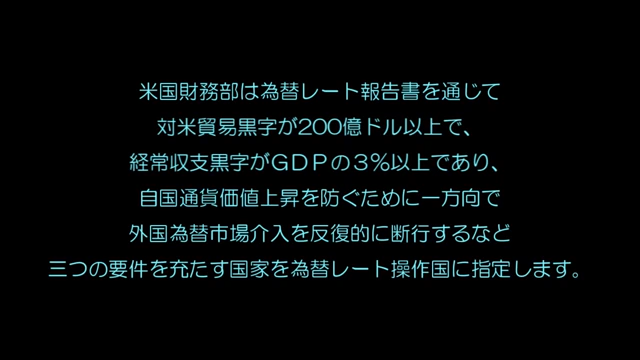 米国財務部は為替レート報告書を通じて
対米貿易黒字が200億ドル以上で、
経常収支黒字がGDPの3%以上であり、
自国通貨価値上昇を防ぐために一方向で
外国為替市場介入を反復的に断行するなど
三つの要件を充たす国家を為替レート操作国に指定します。